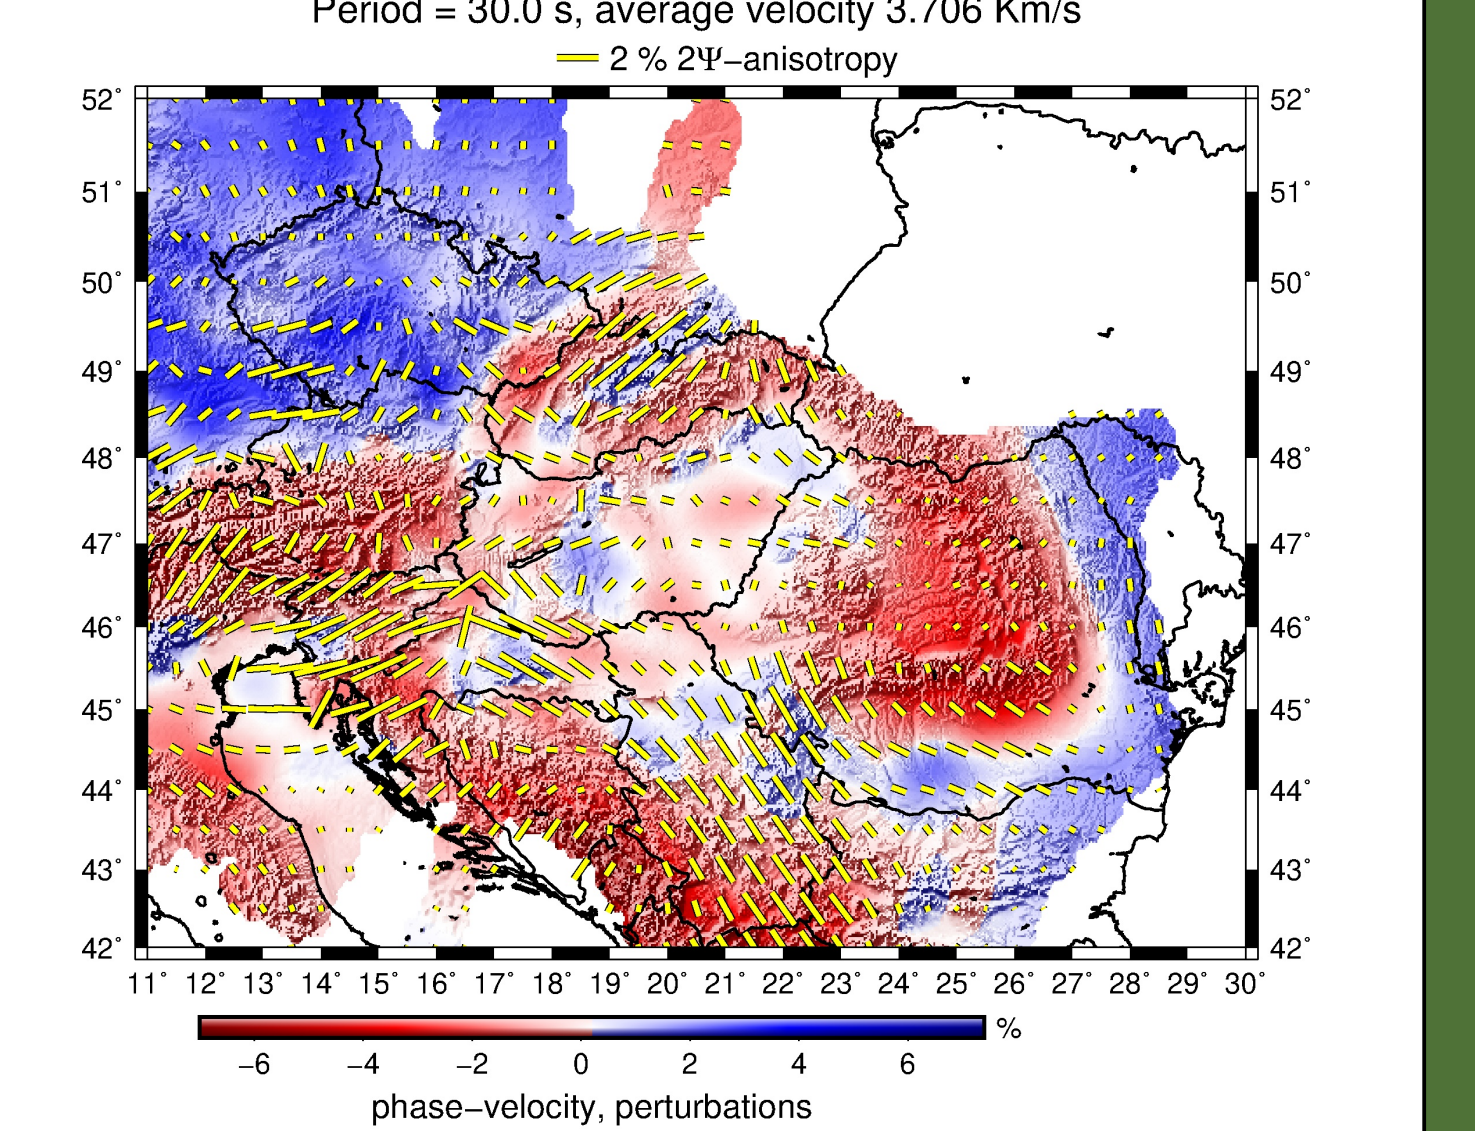 Period = 30.0 s, average velocity 3.706 Km/s
2 % 2Ψ−anisotropy
52° 52°
51° 51°
50° 50°
49° 49°
48° 48°
47° 47°
46° 46°
45° 45°
44° 44°
43° 43°
42° 42°
11° 12° 13° 14° 15° 16° 17° 18° 19° 20° 21° 22° 23° 24° 25° 26° 27° 28° 29° 30°
%
−6 −4 −2 0 2 4 6
phase−velocity, perturbations